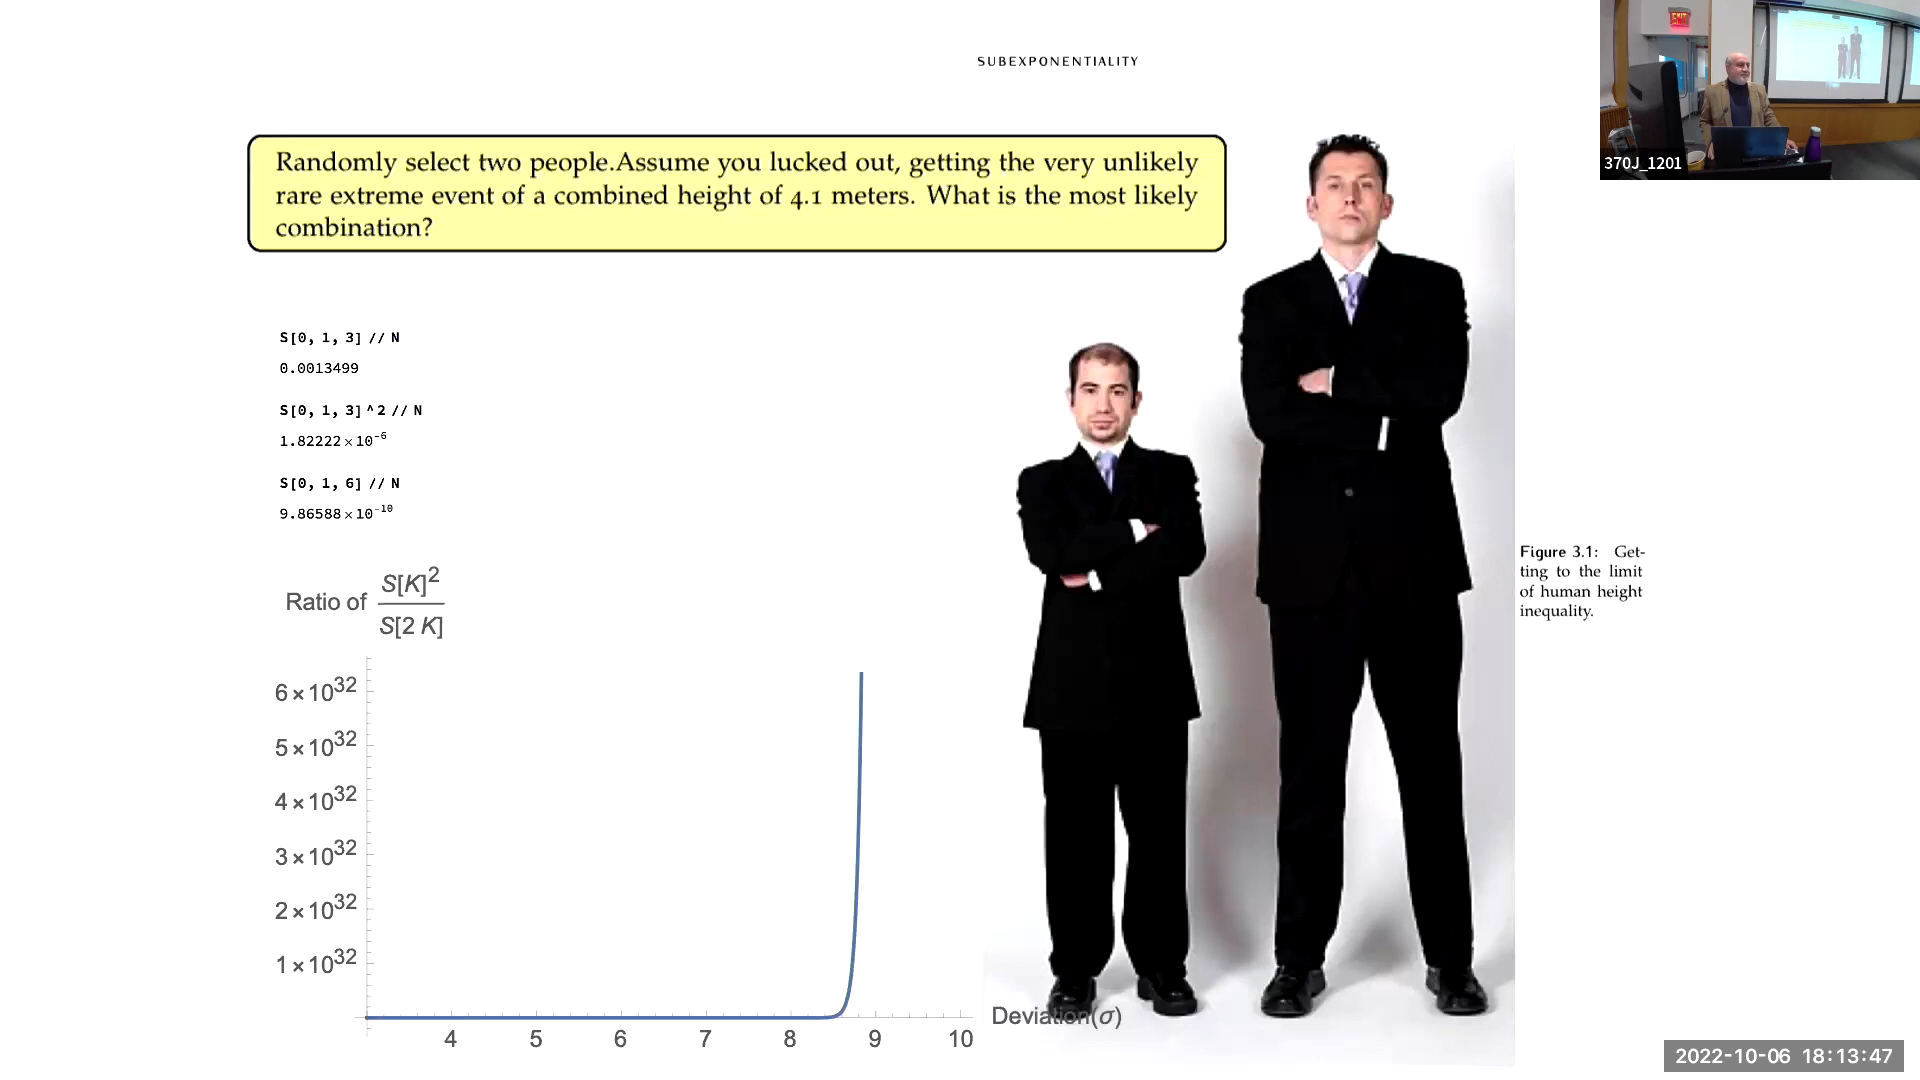 SUBEXPONENTIALITY
Randomly select two people.Assume you lucked out, getting the very unlikely
rare extreme event of a combined height of 4.1 meters. What is the most likely
combination?
S[0, 1, 3] // N
0.0013499
S[0, 1, 3]^2 // N
1.82222×10⁻⁶
S[0, 1, 6] // N
9.86588×10⁻¹⁰
Ratio of S[K]²
S[2 K]
6×10³²
5×10³²
4×10³²
3×10³²
2×10³²
1×10³²
4 5 6 7 8 9 10
Deviation(σ)
Figure 3.1: Get-
ting to the limit
of human height
inequality.
EXIT
370J_1201
2022-10-06 18:13:47